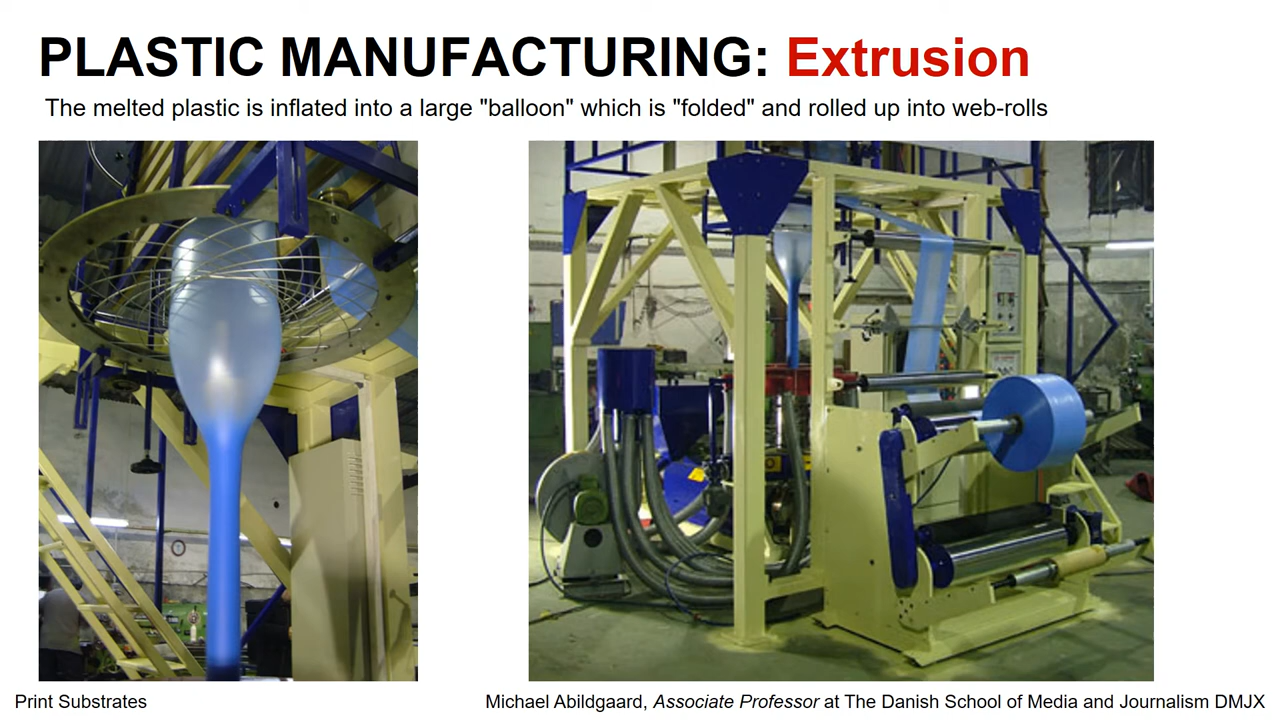 PLASTIC MANUFACTURING: Extrusion
The melted plastic is inflated into a large "balloon" which is "folded" and rolled up into web-rolls
Print Substrates
Michael Abildgaard, Associate Professor at The Danish School of Media and Journalism DMJX